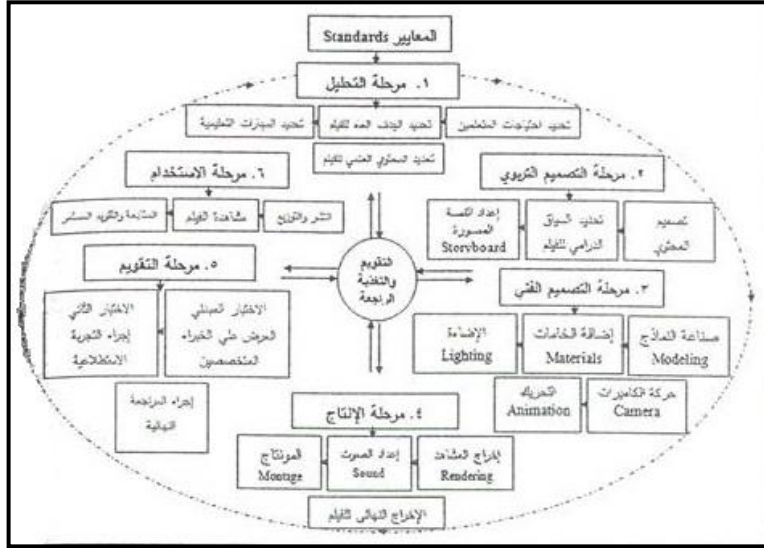 المعايير Standards
١. مرحلة التحليل
تحديد احتياجات المتعلمين
تحديد الهدف العام للفيلم
تحديد المهارات التعليمية
تحديد المحتوى العلمي للفيلم
٢. مرحلة التصميم التربوي
تصميم
المحتوي
تحديد السياق
الدرامي للفيلم
إعداد القصة
المصورة
Storyboard
٣. مرحلة التصميم الفني
صناعة النماذج
Modeling
إضافة الخامات
Materials
الإضاءة
Lighting
حركة الكاميرات
Camera
التحريك
Animation
٤. مرحلة الإنتاج
إخراج المشاهد
Rendering
إعداد الصوت
Sound
المونتاج
Montage
الإخراج النهائي للفيلم
٥. مرحلة التقويم
الاختبار المبدئي
العرض على الخبراء
المتخصصين
الاختبار الثاني
إجراء التجربة
الاستطلاعية
إجراء المراجعة
النهائية
٦. مرحلة الاستخدام
النشر والتوزيع
مشاهدة الفيلم
المتابعة والتقويم المستمر
التقويم
والتغذية
الراجعة